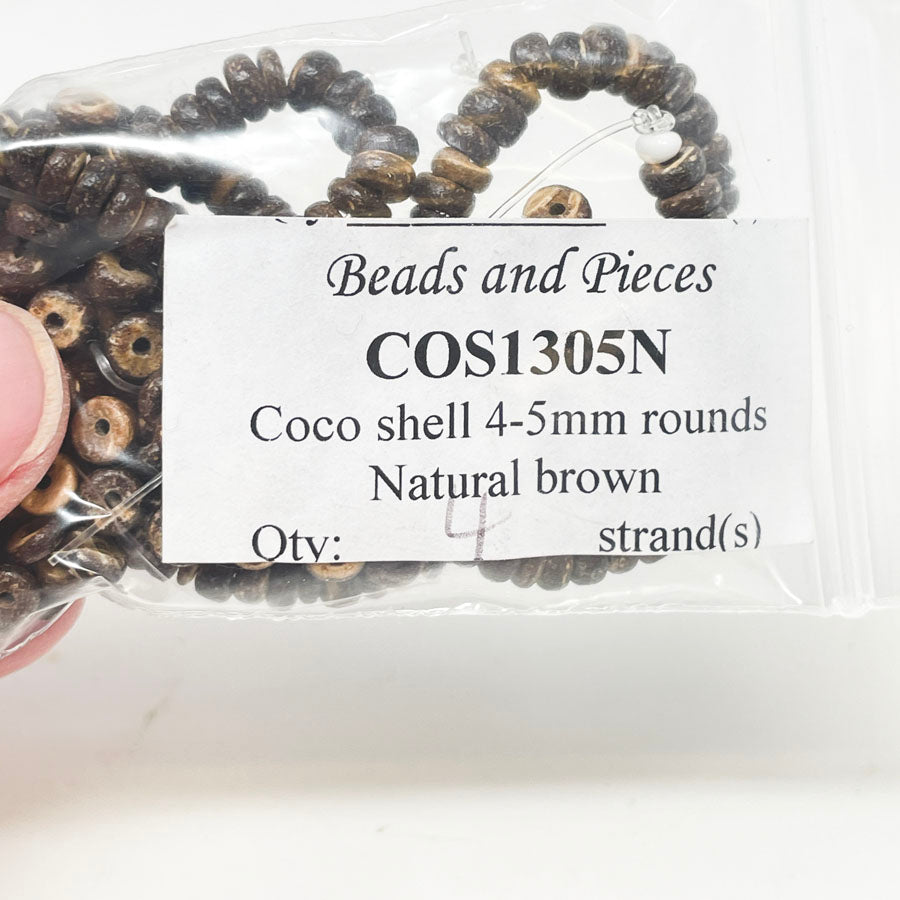 Beads and Pieces
COS1305N
Coco shell 4-5mm rounds
Natural brown
Qty: 4 strand(s)